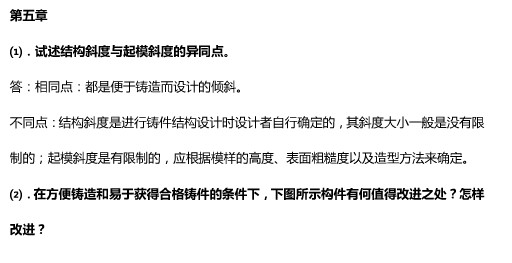 第五章
⑴．试述结构斜度与起模斜度的异同点。
答：相同点：都是便于铸造而设计的倾斜。
不同点：结构斜度是进行铸件结构设计时设计者自行确定的，其斜度大小一般是没有限
制的；起模斜度是有限制的，应根据模样的高度、表面粗糙度以及造型方法来确定。
⑵．在方便铸造和易于获得合格铸件的条件下，下图所示构件有何值得改进之处？怎样
改进？